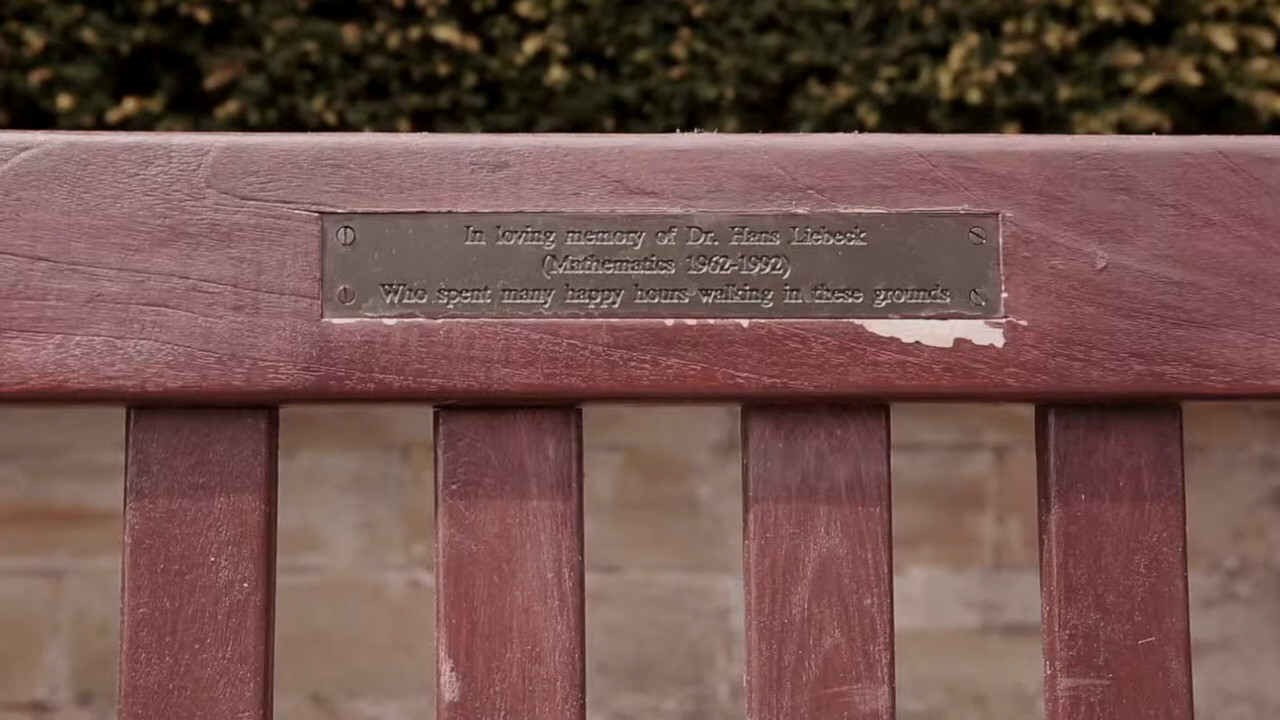 In loving memory of Dr. Hans Liebeck
(Mathematics 1962-1992)
Who spent many happy hours walking in these grounds